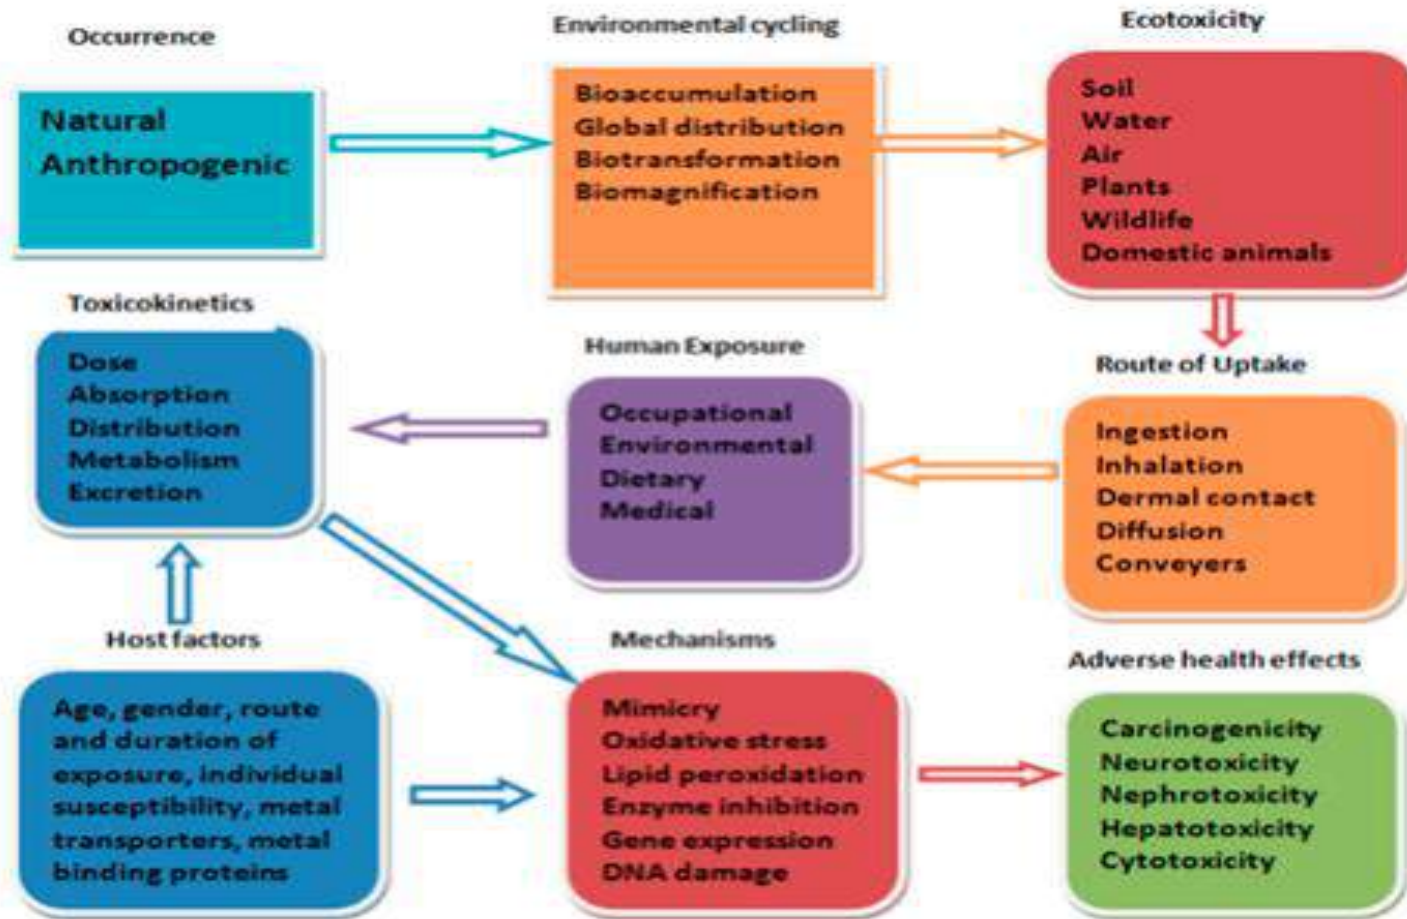 Occurrence
Natural
Anthropogenic
Environmental cycling
Bioaccumulation
Global distribution
Biotransformation
Biomagnification
Ecotoxicity
Soil
Water
Air
Plants
Wildlife
Domestic animals
Toxicokinetics
Dose
Absorption
Distribution
Metabolism
Excretion
Human Exposure
Occupational
Environmental
Dietary
Medical
Route of Uptake
Ingestion
Inhalation
Dermal contact
Diffusion
Conveyers
Host factors
Age, gender, route
and duration of
exposure, individual
susceptibility, metal
transporters, metal
binding proteins
Mechanisms
Mimicry
Oxidative stress
Lipid peroxidation
Enzyme inhibition
Gene expression
DNA damage
Adverse health effects
Carcinogenicity
Neurotoxicity
Nephrotoxicity
Hepatotoxicity
Cytotoxicity